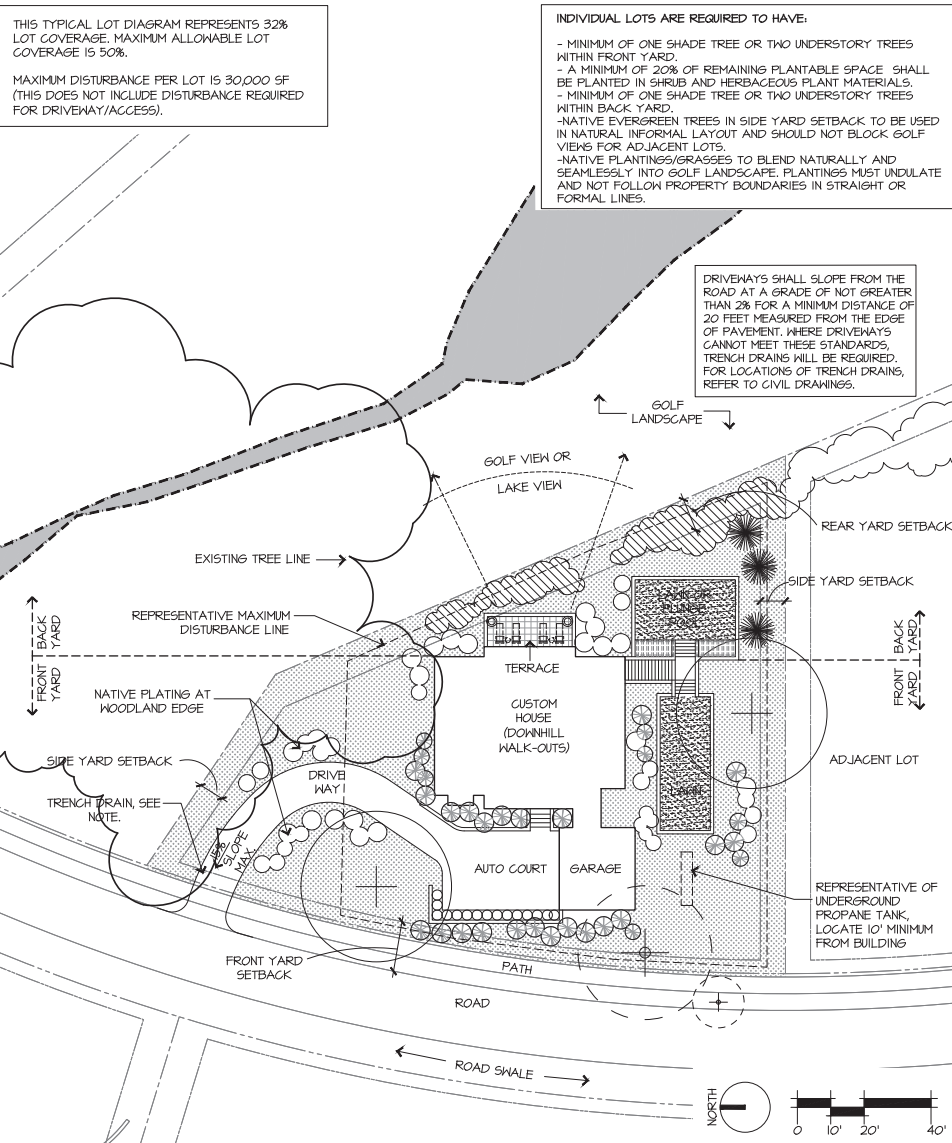 THIS TYPICAL LOT DIAGRAM REPRESENTS 32%
LOT COVERAGE. MAXIMUM ALLOWABLE LOT
COVERAGE IS 50%.
MAXIMUM DISTURBANCE PER LOT IS 30,000 SF
(THIS DOES NOT INCLUDE DISTURBANCE REQUIRED
FOR DRIVEWAY/ACCESS).
INDIVIDUAL LOTS ARE REQUIRED TO HAVE:
- MINIMUM OF ONE SHADE TREE OR TWO UNDERSTORY TREES
WITHIN FRONT YARD.
- A MINIMUM OF 20% OF REMAINING PLANTABLE SPACE SHALL
BE PLANTED IN SHRUB AND HERBACEOUS PLANT MATERIALS.
- MINIMUM OF ONE SHADE TREE OR TWO UNDERSTORY TREES
WITHIN BACK YARD.
-NATIVE EVERGREEN TREES IN SIDE YARD SETBACK TO BE USED
IN NATURAL INFORMAL LAYOUT AND SHOULD NOT BLOCK GOLF
VIEWS FOR ADJACENT LOTS.
-NATIVE PLANTINGS/GRASSES TO BLEND NATURALLY AND
SEAMLESSLY INTO GOLF LANDSCAPE. PLANTINGS MUST UNDULATE
AND NOT FOLLOW PROPERTY BOUNDARIES IN STRAIGHT OR
FORMAL LINES.
DRIVEWAYS SHALL SLOPE FROM THE
ROAD AT A GRADE OF NOT GREATER
THAN 2% FOR A MINIMUM DISTANCE OF
20 FEET MEASURED FROM THE EDGE
OF PAVEMENT. WHERE DRIVEWAYS
CANNOT MEET THESE STANDARDS,
TRENCH DRAINS WILL BE REQUIRED.
FOR LOCATIONS OF TRENCH DRAINS,
REFER TO CIVIL DRAWINGS.
GOLF
LANDSCAPE
GOLF VIEW OR
LAKE VIEW
REAR YARD SETBACK
EXISTING TREE LINE
SIDE YARD SETBACK
LAWN OR
PLUNGE
POOL
REPRESENTATIVE MAXIMUM
DISTURBANCE LINE
BACK
YARD
FRONT
YARD
BACK
YARD
FRONT
YARD
TERRACE
NATIVE PLATING AT
WOODLAND EDGE
CUSTOM
HOUSE
(DOWNHILL
WALK-OUTS)
SIDE YARD SETBACK
ADJACENT LOT
DRIVE
WAY
LAWN
TRENCH DRAIN, SEE
NOTE.
15%
SLOPE
MAX.
AUTO COURT
GARAGE
REPRESENTATIVE OF
UNDERGROUND
PROPANE TANK,
LOCATE 10' MINIMUM
FROM BUILDING
FRONT YARD
SETBACK
PATH
ROAD
ROAD SWALE
NORTH
0 10' 20' 40'